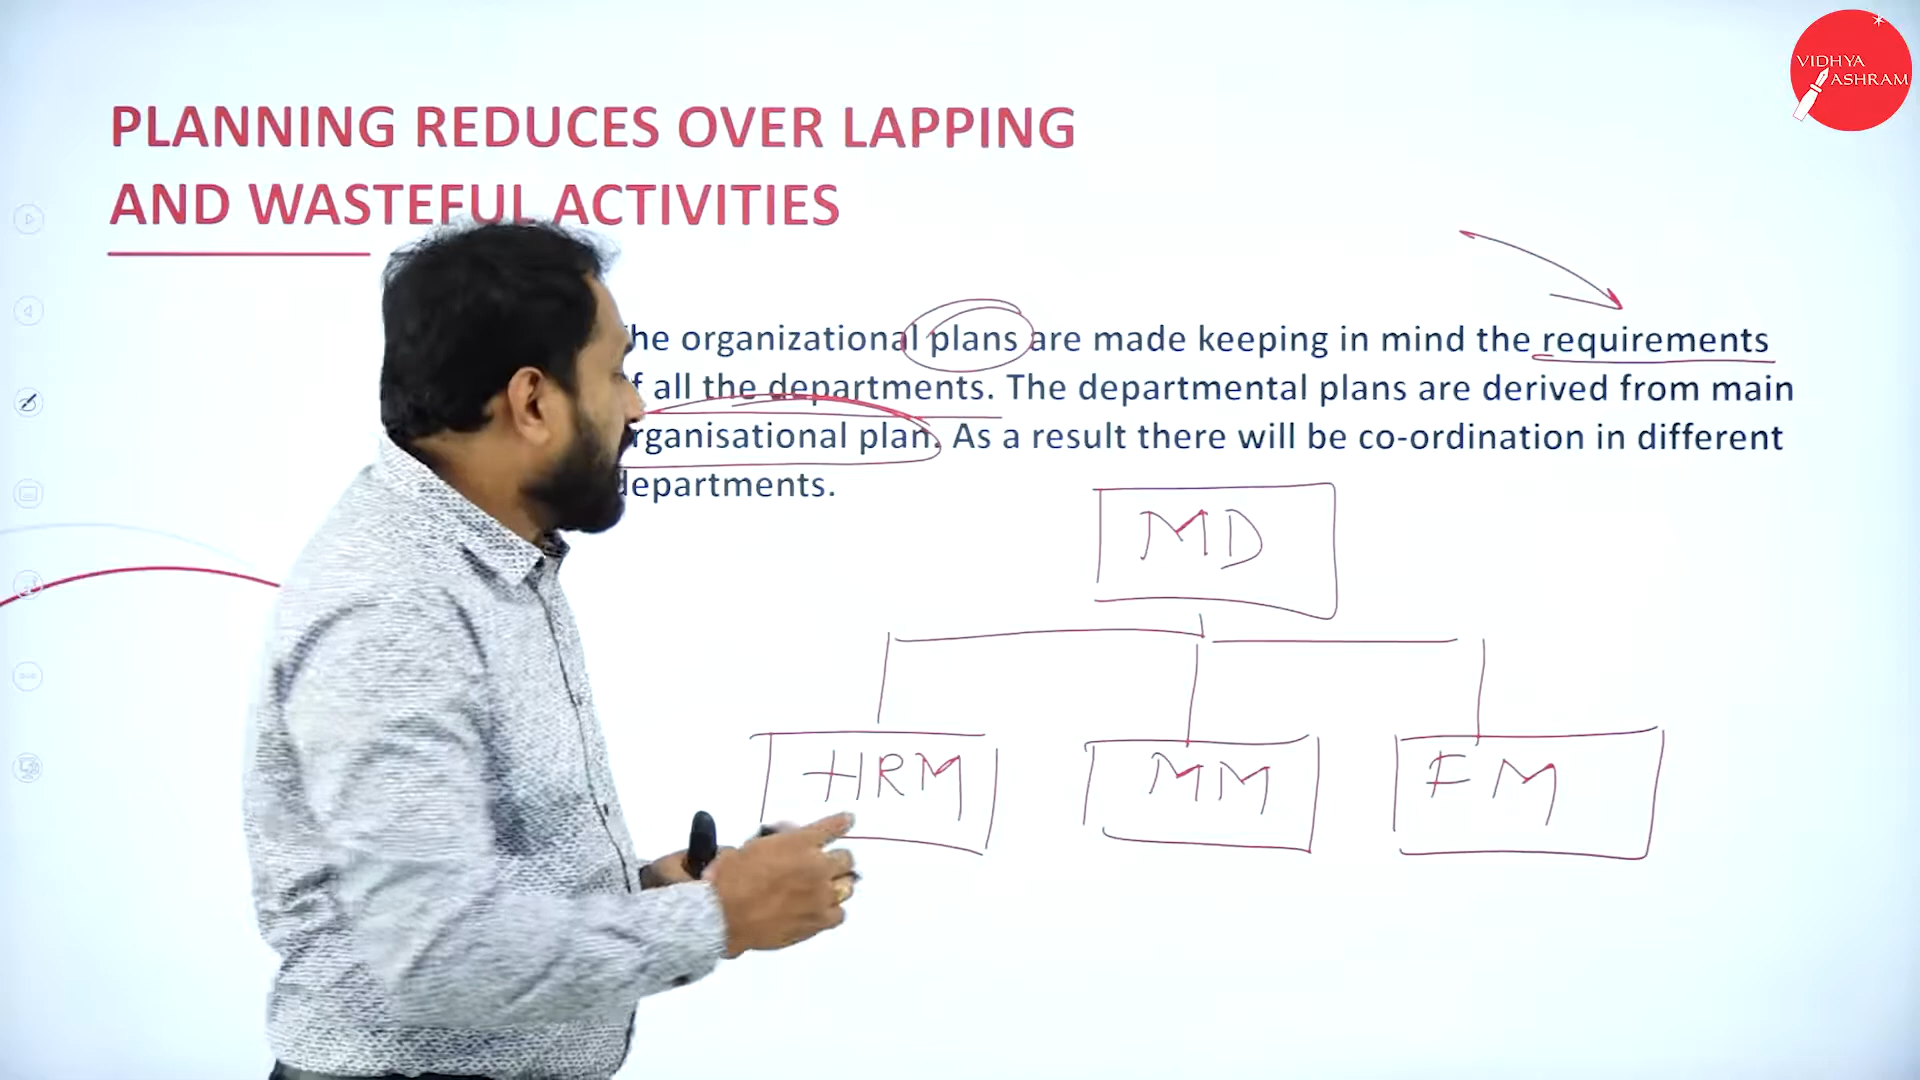 VIDHYA
ASHRAM
PLANNING REDUCES OVER LAPPING
AND WASTEFUL ACTIVITIES
he organizational plans are made keeping in mind the requirements
f all the departments. The departmental plans are derived from main
rganisational plan. As a result there will be co-ordination in different
departments.
MD
HRM MM FM